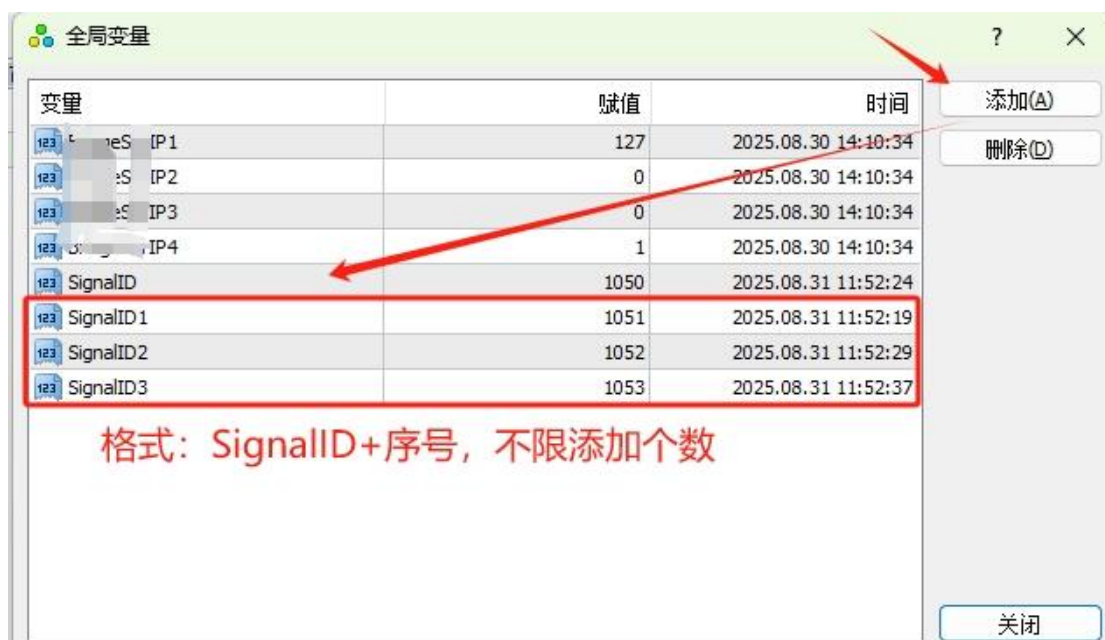 全局变量
? ×
变量 赋值 时间
添加(A)
IP1 127 2025.08.30 14:10:34
删除(D)
IP2 0 2025.08.30 14:10:34
IP3 0 2025.08.30 14:10:34
IP4 1 2025.08.30 14:10:34
SignalID 1050 2025.08.31 11:52:24
SignalID1 1051 2025.08.31 11:52:19
SignalID2 1052 2025.08.31 11:52:29
SignalID3 1053 2025.08.31 11:52:37
格式：SignalID+序号，不限添加个数
关闭